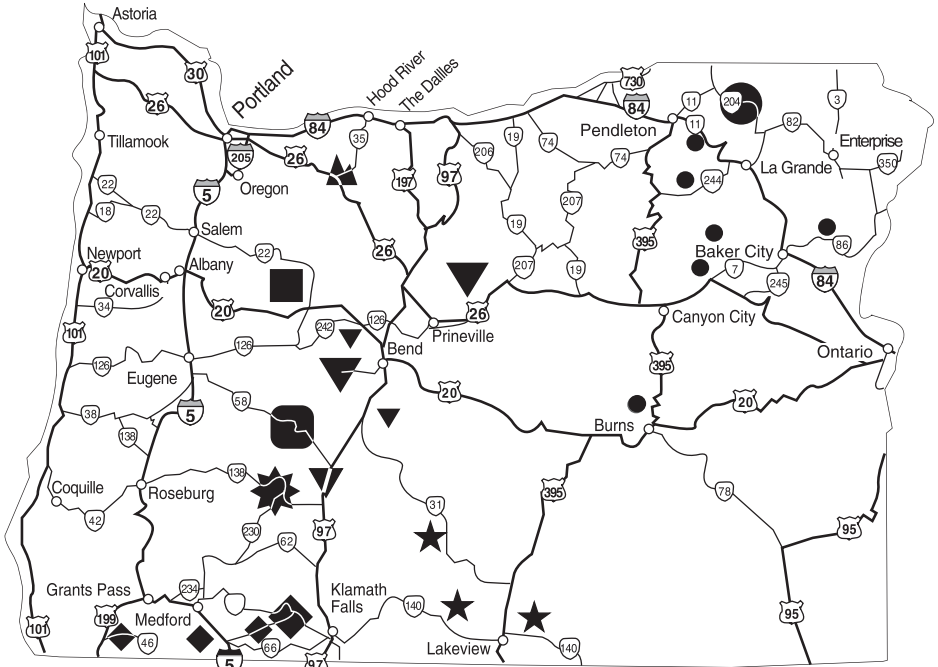 Astoria
101
30
26
Portland
Hood River
The Dallles
84
205
26
35
Tillamook
Oregon
5
197
97
206
19
74
74
730
84
Pendleton
11
11
204
82
3
Enterprise
350
La Grande
244
207
22
18
22
Salem
22
26
19
207
19
395
Baker City
7
86
245
84
Newport
20
Albany
Corvallis
34
20
101
126
242
126
126
26
Prineville
Bend
Canyon City
Ontario
Eugene
395
58
20
20
38
5
138
Burns
Coquille
42
Roseburg
138
31
395
78
230
62
97
95
Grants Pass
234
Klamath
Falls
140
199
Medford
46
66
101
5
97
Lakeview
140
95